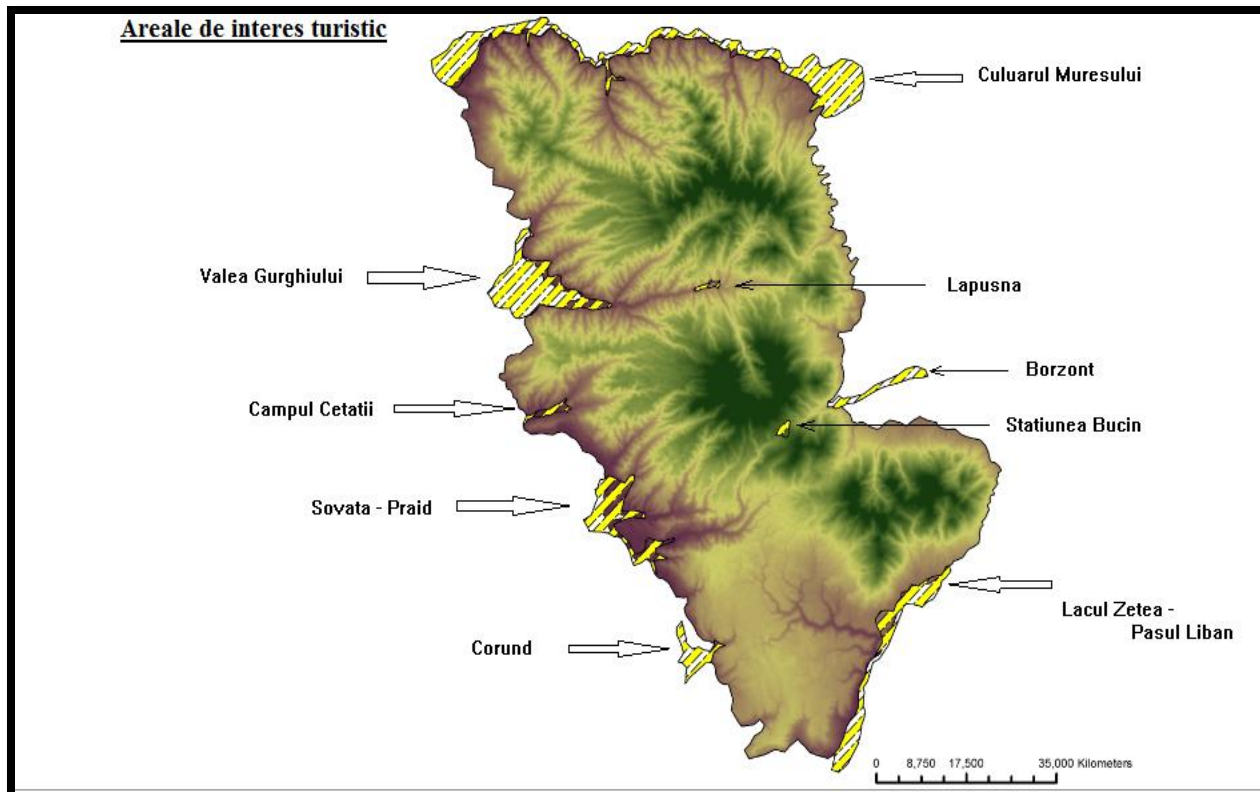 Areale de interes turistic
Culuarul Muresului
Valea Gurghiului
Lapusna
Borzont
Campul Cetatii
Statiunea Bucin
Sovata - Praid
Lacul Zetea -
Pasul Liban
Corund
0 8,750 17,500 35,000 Kilometers